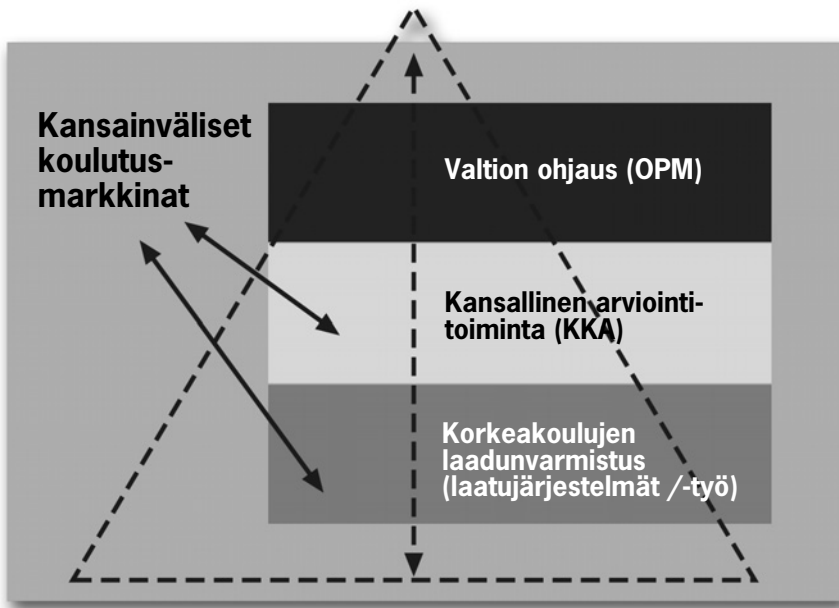 Kansainväliset
koulutus-
markkinat
Valtion ohjaus (OPM)
Kansallinen arviointi-
toiminta (KKA)
Korkeakoulujen
laadunvarmistus
(laatujärjestelmät /-työ)